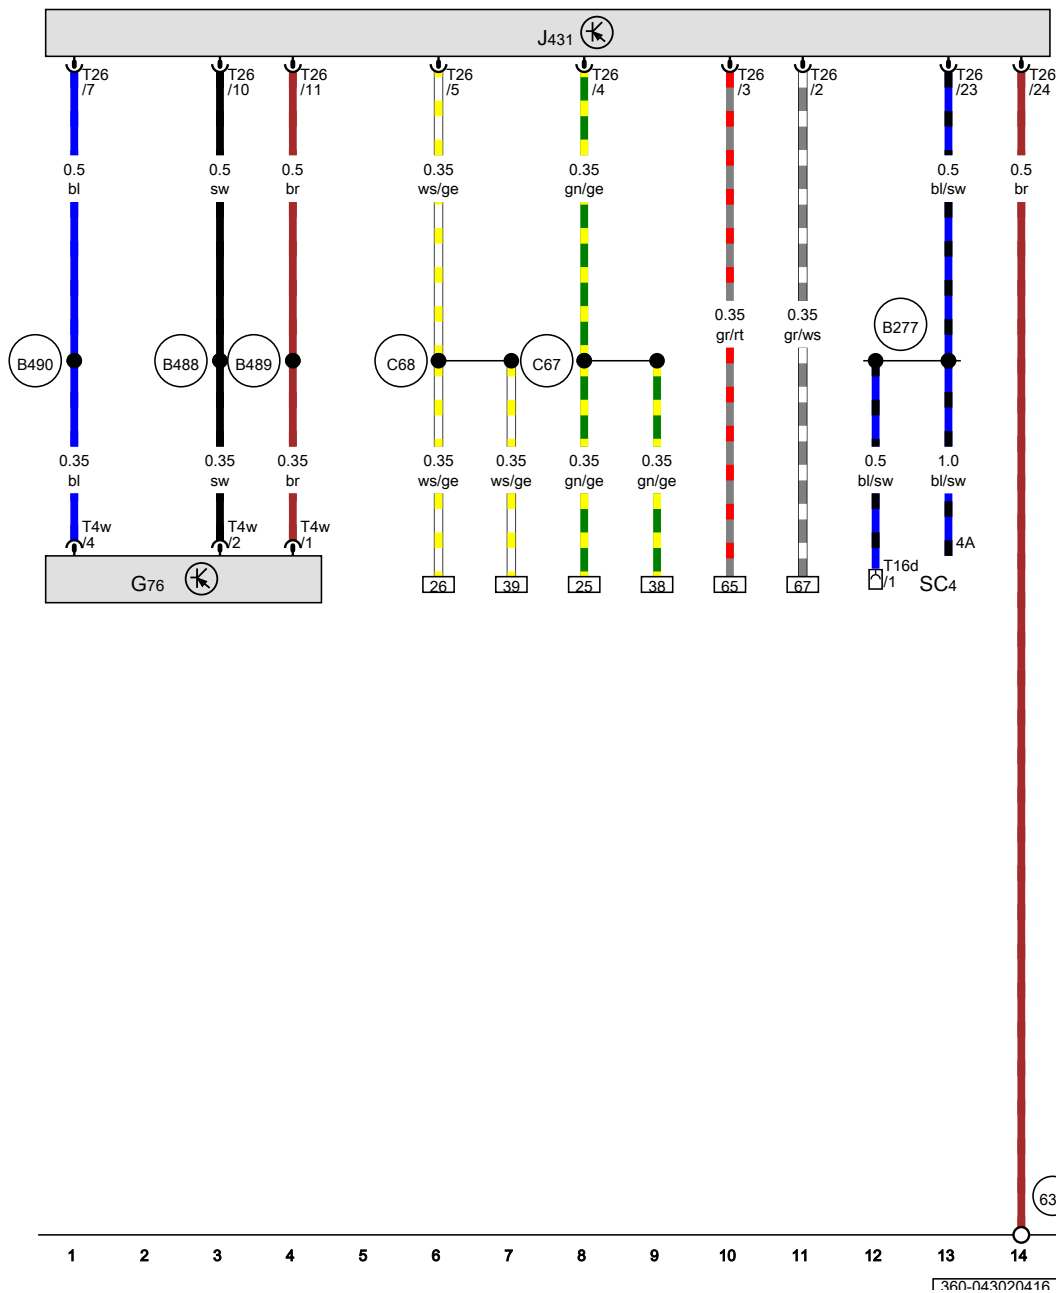 J431
T26 T26 T26 T26 T26 T26 T26 T26 T26
/7 /10 /11 /5 /4 /3 /2 /23 /24
0.5 0.5 0.5 0.35 0.35 0.5 0.5
bl sw br ws/ge gn/ge bl/sw br
0.35 0.35
gr/rt gr/ws
B277
B490 B488 B489 C68 C67
0.35 0.35 0.35 0.35 0.35 0.35 0.35 0.5 1.0
bl sw br ws/ge ws/ge gn/ge gn/ge bl/sw bl/sw
T4w T4w T4w
/4 /2 /1 4A
T16d
G76 26 39 25 38 65 67 /1 SC4
63
1 2 3 4 5 6 7 8 9 10 11 12 13 14
360-043020416